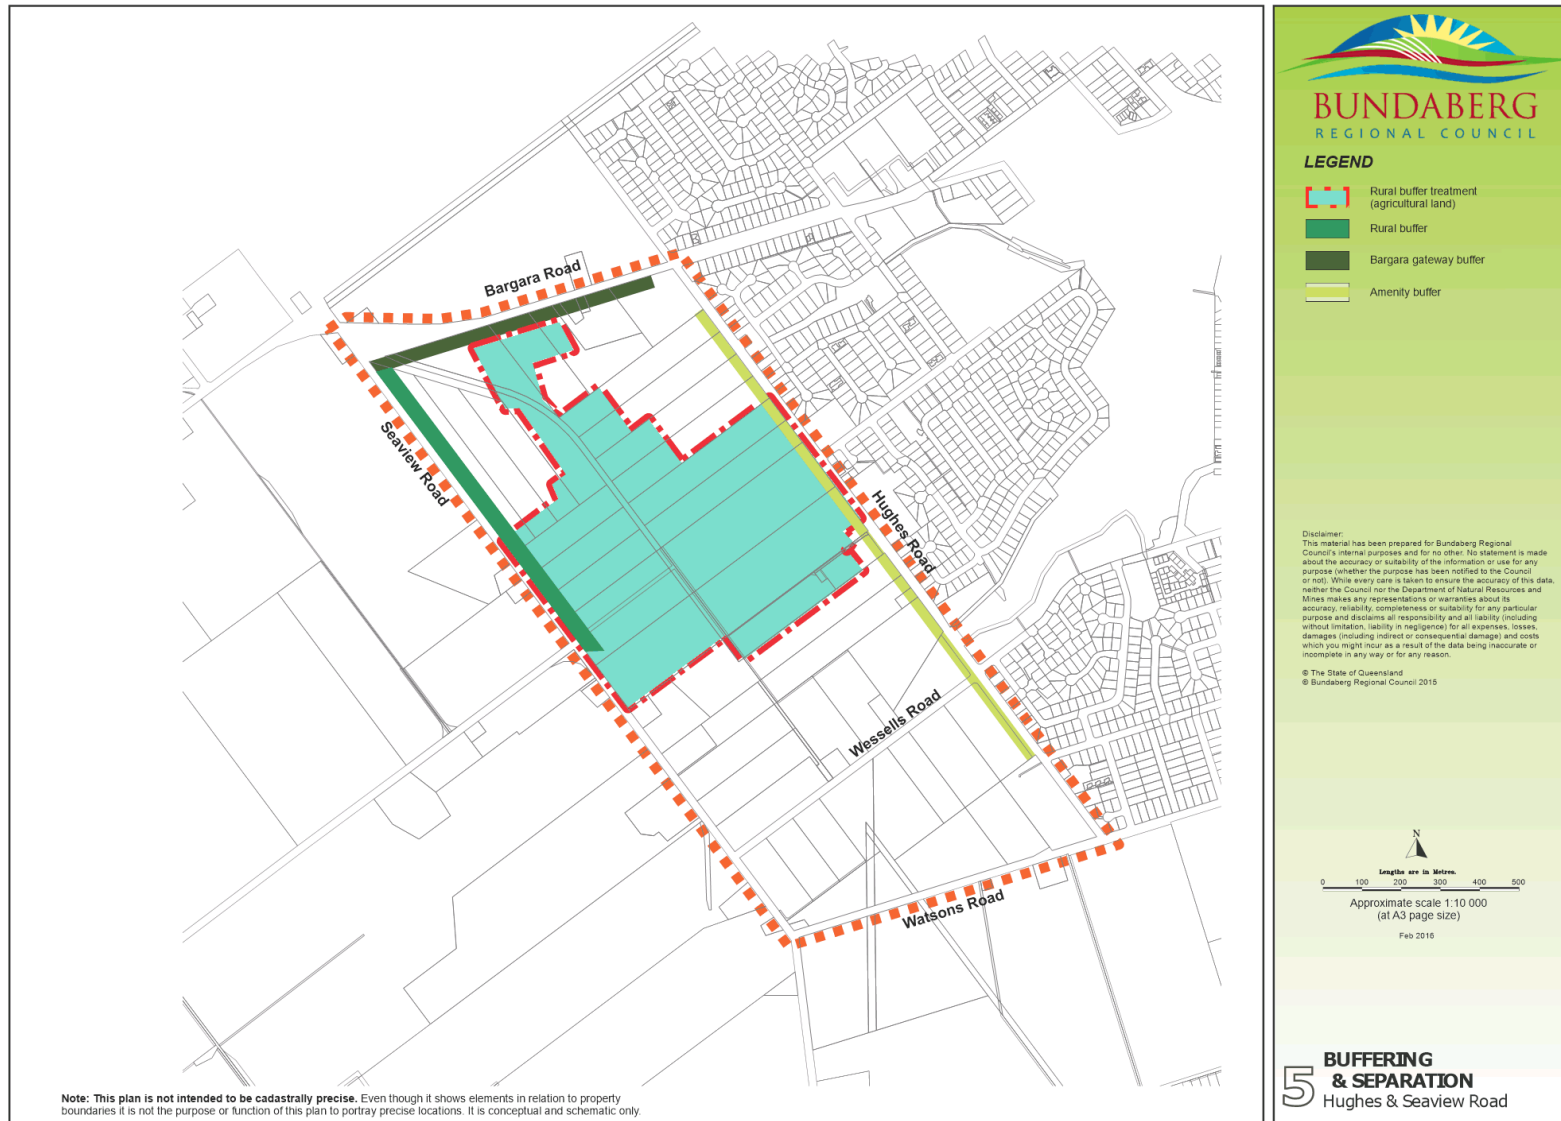 Bargara Road
Seaview Road
Hughes Road
Wessells Road
Watsons Road
Note: This plan is not intended to be cadastrally precise. Even though it shows elements in relation to property
boundaries it is not the purpose or function of this plan to portray precise locations. It is conceptual and schematic only.
BUNDABERG
REGIONAL COUNCIL
LEGEND
Rural buffer treatment
(agricultural land)
Rural buffer
Bargara gateway buffer
Amenity buffer
Disclaimer:
This material has been prepared for Bundaberg Regional
Council's internal purposes and for no other. No statement is made
about the accuracy or suitability of the information or use for any
purpose (whether the purpose has been notified to the Council
or not). While every care is taken to ensure the accuracy of this data,
neither the Council nor the Department of Natural Resources and
Mines makes any representations or warranties about its
accuracy, reliability, completeness or suitability for any particular
purpose and disclaims all responsibility and all liability (including
without limitation, liability in negligence) for all expenses, losses,
damages (including indirect or consequential damage) and costs
which you might incur as a result of the data being inaccurate or
incomplete in any way or for any reason.
© The State of Queensland
© Bundaberg Regional Council 2015
N
Lengths are in Metres.
0 100 200 300 400 500
Approximate scale 1:10 000
(at A3 page size)
Feb 2016
5
BUFFERING
& SEPARATION
Hughes & Seaview Road